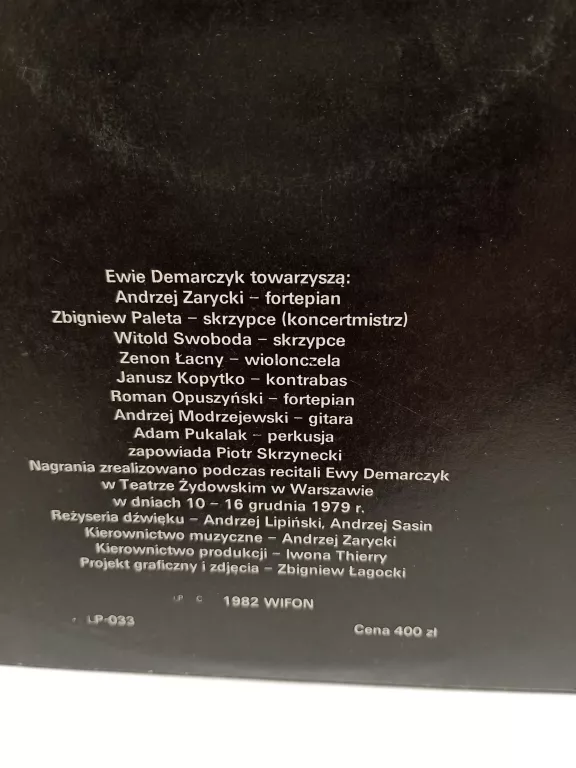 Ewie Demarczyk towarzyszą:
Andrzej Zarycki – fortepian
Zbigniew Paleta – skrzypce (koncertmistrz)
Witold Swoboda – skrzypce
Zenon Łacny – wiolonczela
Janusz Kopytko – kontrabas
Roman Opuszyński – fortepian
Andrzej Modrzejewski – gitara
Adam Pukalak – perkusja
zapowiada Piotr Skrzynecki
Nagrania zrealizowano podczas recitali Ewy Demarczyk
w Teatrze Żydowskim w Warszawie
w dniach 10 – 16 grudnia 1979 r.
Reżyseria dźwięku – Andrzej Lipiński, Andrzej Sasin
Kierownictwo muzyczne – Andrzej Zarycki
Kierownictwo produkcji – Iwona Thierry
Projekt graficzny i zdjęcia – Zbigniew Łagocki
LP C 1982 WIFON
LP-033 Cena 400 zł